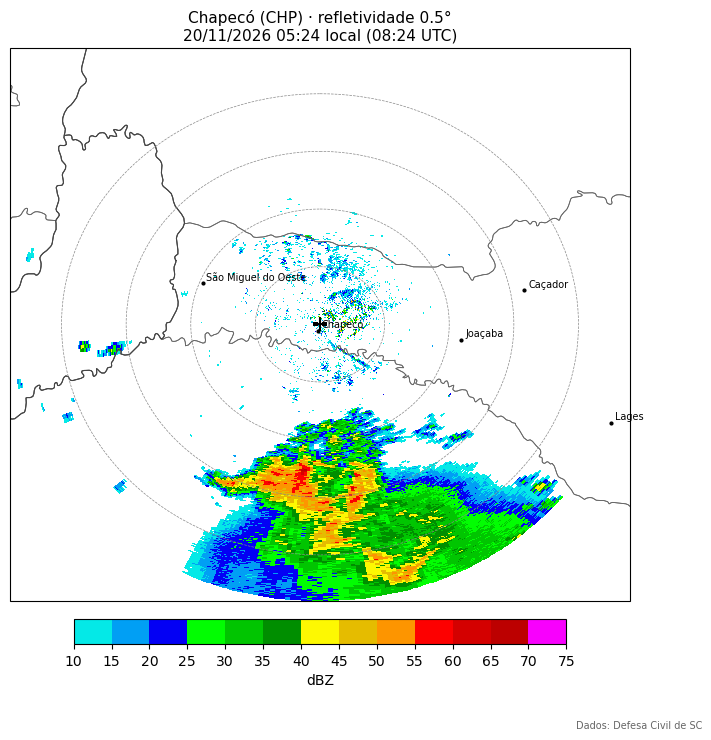 Chapecó (CHP) · refletividade 0.5°
20/11/2026 05:24 local (08:24 UTC)
São Miguel do Oeste
Caçador
Chapecó
Joaçaba
Lages
10 15 20 25 30 35 40 45 50 55 60 65 70 75
dBZ
Dados: Defesa Civil de SC